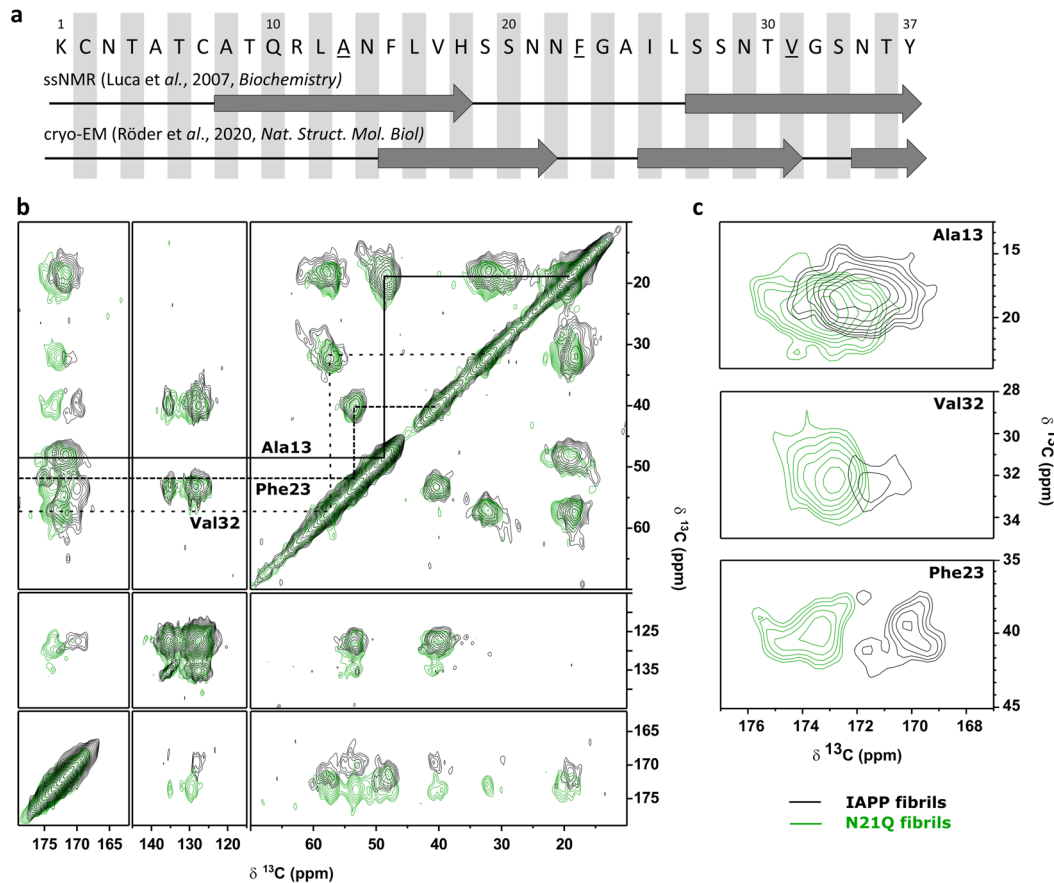 a
1 10 20 30 37
K C N T A T C A T Q R L A N F L V H S S N N F G A I L S S N T V G S N T Y
ssNMR (Luca et al., 2007, Biochemistry)
cryo-EM (Röder et al., 2020, Nat. Struct. Mol. Biol)
b
20
30
40
50
60
Ala13
Phe23
Val32
δ 13C (ppm)
125
135
165
175
175 165 140 130 120 60 50 40 30 20
δ 13C (ppm)
c
Ala13
15
20
Val32
28
30
32
34
δ 13C (ppm)
Phe23
35
40
45
176 174 172 170 168
δ 13C (ppm)
IAPP fibrils
N21Q fibrils